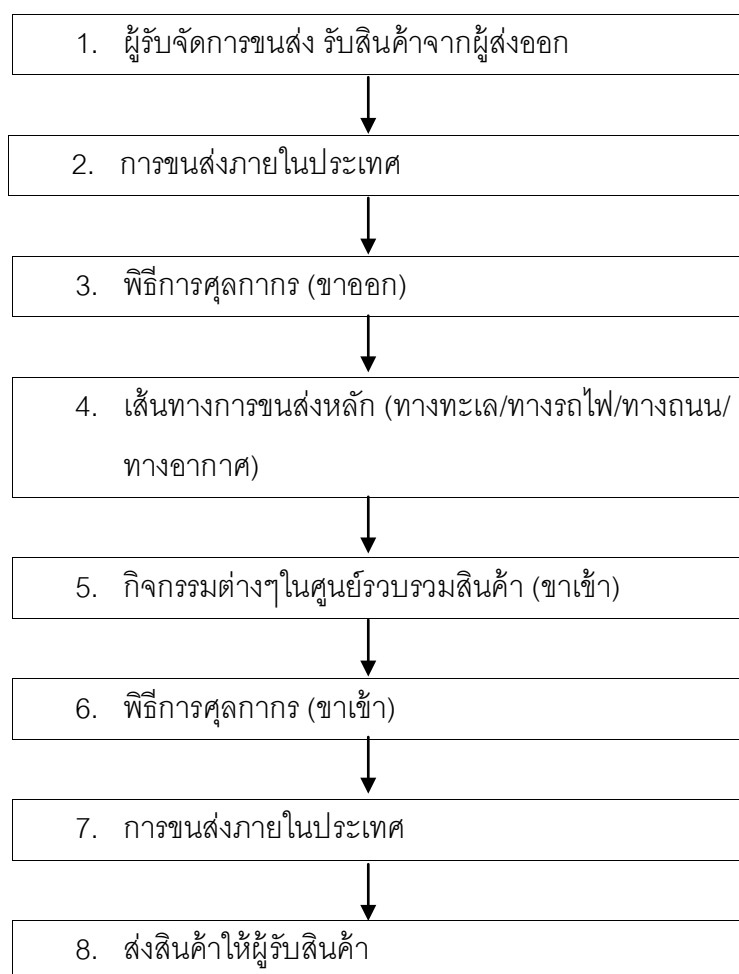 1. ผู้รับจัดการขนส่ง รับสินค้าจากผู้ส่งออก
2. การขนส่งภายในประเทศ
3. พิธีการศุลกากร (ขาออก)
4. เส้นทางการขนส่งหลัก (ทางทะเล/ทางรถไฟ/ทางถนน/
ทางอากาศ)
5. กิจกรรมต่างๆในศูนย์รวบรวมสินค้า (ขาเข้า)
6. พิธีการศุลกากร (ขาเข้า)
7. การขนส่งภายในประเทศ
8. ส่งสินค้าให้ผู้รับสินค้า